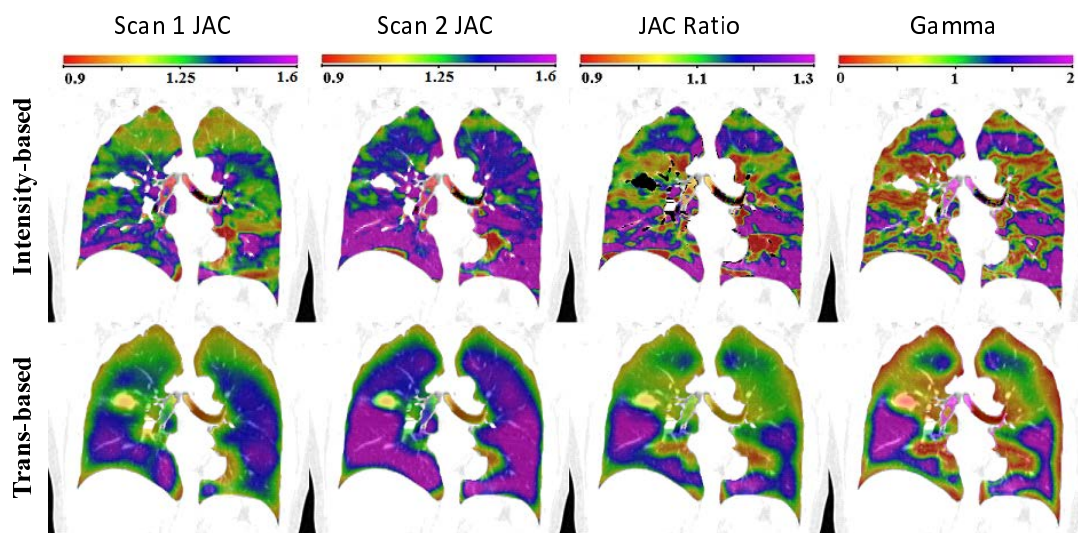 Scan 1 JAC Scan 2 JAC JAC Ratio Gamma
0.9 1.25 1.6 0.9 1.25 1.6 0.9 1.1 1.3 0 1 2
Intensity-based
Trans-based